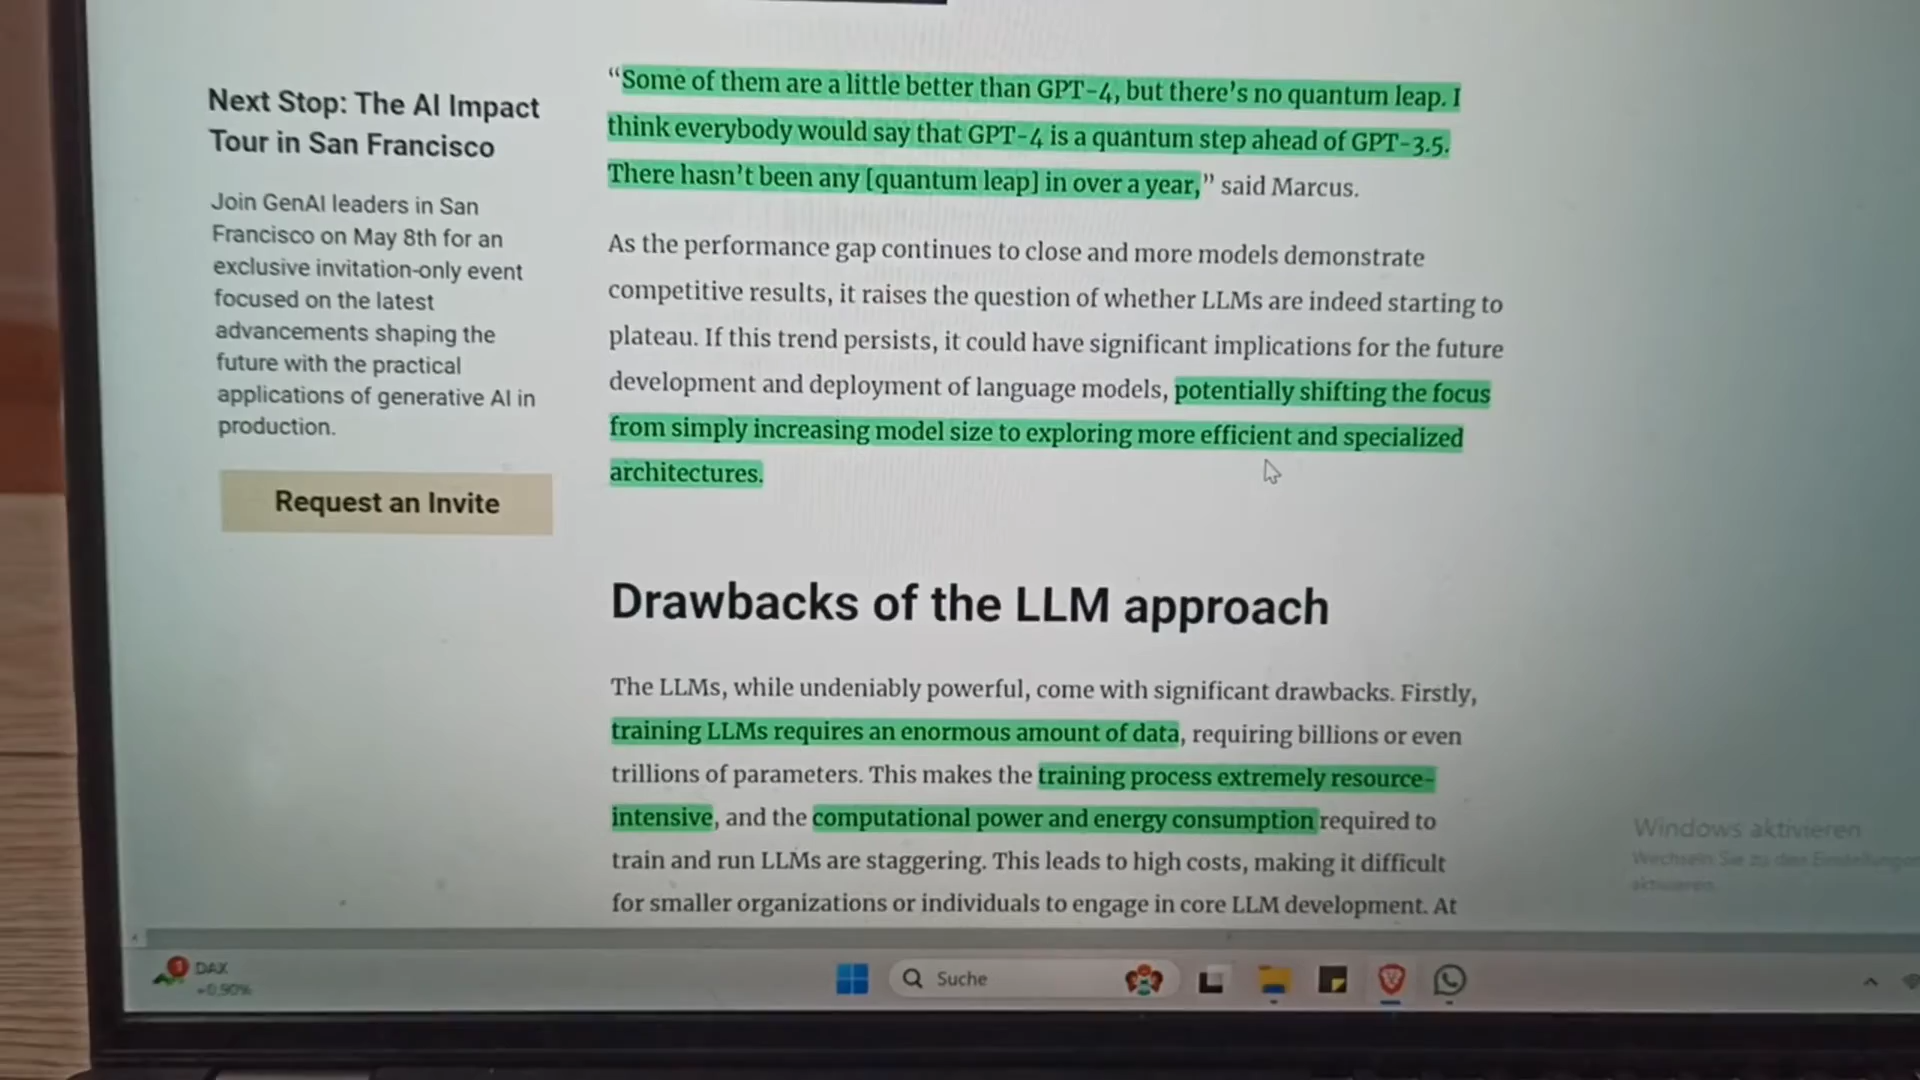 Next Stop: The AI Impact
Tour in San Francisco
Join GenAI leaders in San
Francisco on May 8th for an
exclusive invitation-only event
focused on the latest
advancements shaping the
future with the practical
applications of generative AI in
production.
Request an Invite
“Some of them are a little better than GPT-4, but there’s no quantum leap. I
think everybody would say that GPT-4 is a quantum step ahead of GPT-3.5.
There hasn’t been any [quantum leap] in over a year,” said Marcus.
As the performance gap continues to close and more models demonstrate
competitive results, it raises the question of whether LLMs are indeed starting to
plateau. If this trend persists, it could have significant implications for the future
development and deployment of language models, potentially shifting the focus
from simply increasing model size to exploring more efficient and specialized
architectures.
Drawbacks of the LLM approach
The LLMs, while undeniably powerful, come with significant drawbacks. Firstly,
training LLMs requires an enormous amount of data, requiring billions or even
trillions of parameters. This makes the training process extremely resource-
intensive, and the computational power and energy consumption required to
train and run LLMs are staggering. This leads to high costs, making it difficult
for smaller organizations or individuals to engage in core LLM development. At
Windows aktivieren
Wechseln Sie zu den Einstellungen
aktivieren.
1
DAX
+0,90%
Suche